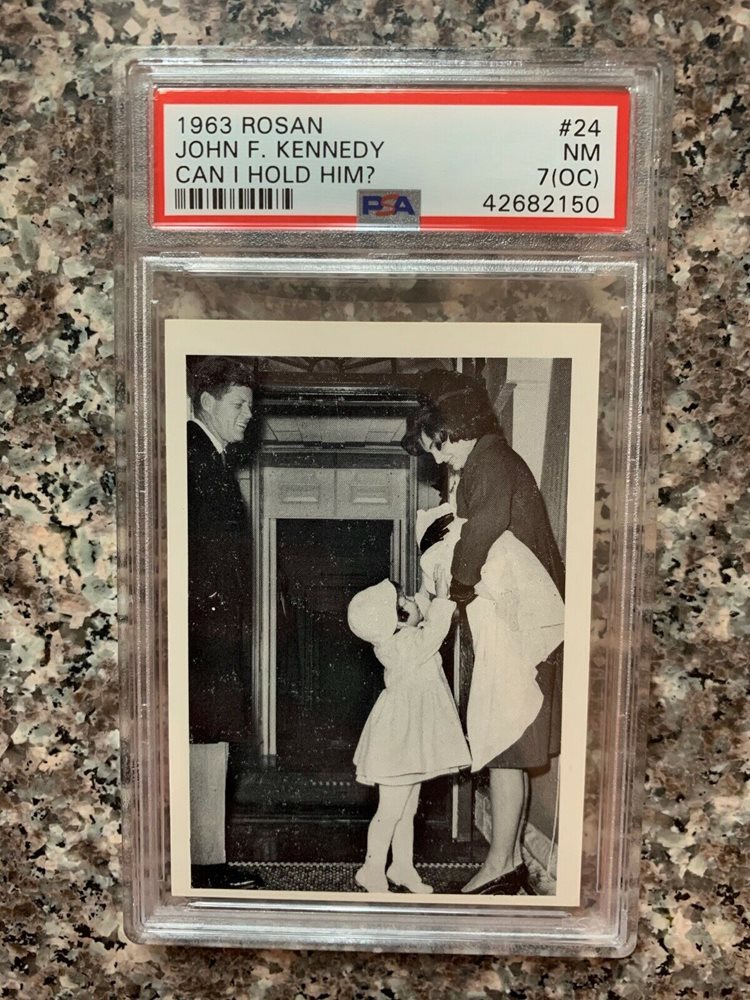 1963 ROSAN #24
JOHN F. KENNEDY NM
CAN I HOLD HIM? 7(OC)
PSA 42682150